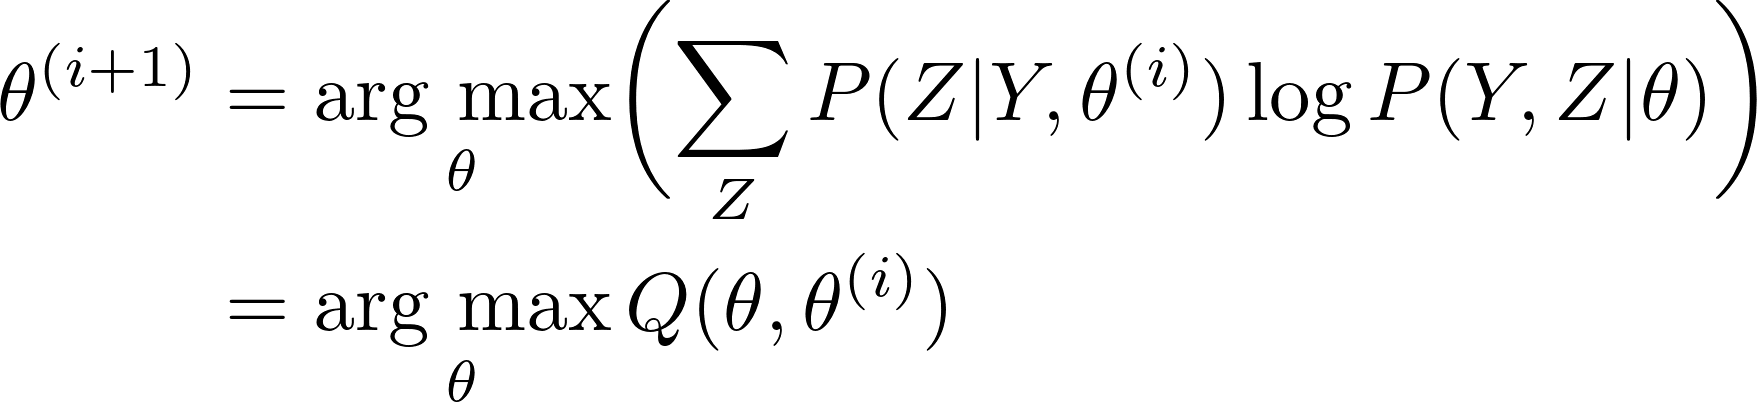 θ^{(i+1)} = arg max_θ ( ∑_Z P(Z|Y, θ^{(i)}) log P(Y, Z|θ) )
= arg max_θ Q(θ, θ^{(i)})